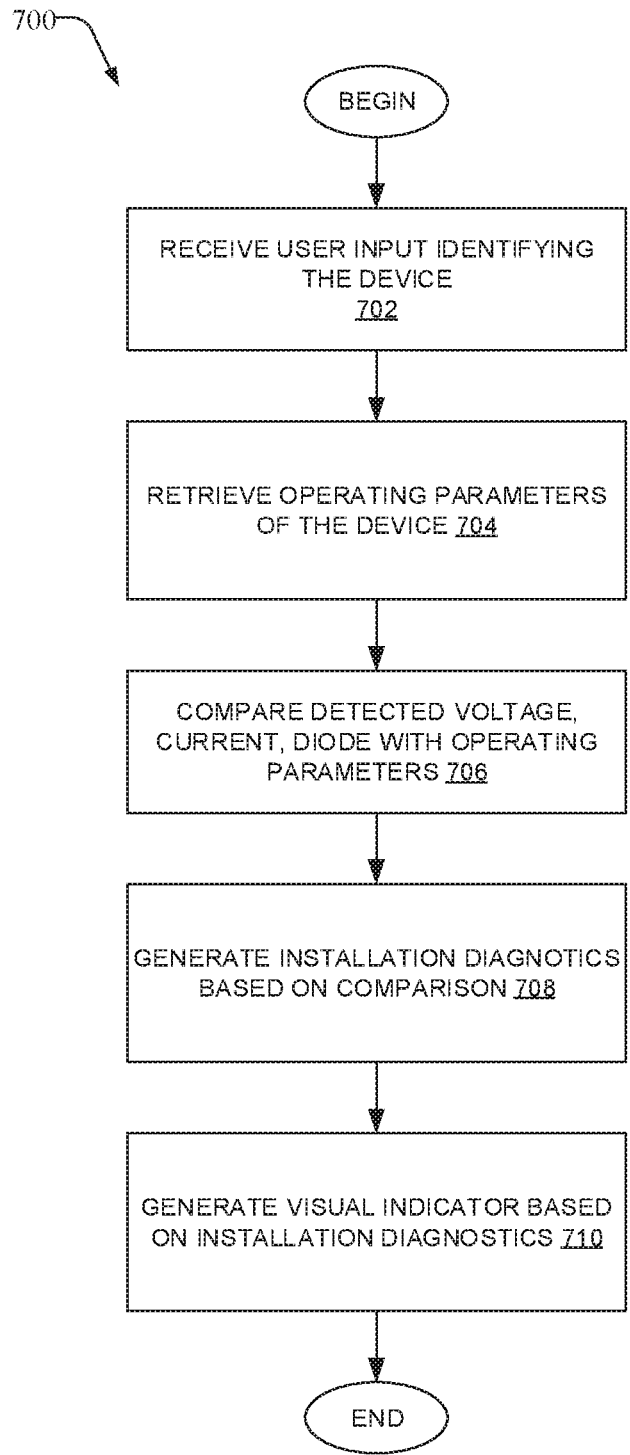 700
BEGIN
RECEIVE USER INPUT IDENTIFYING
THE DEVICE
702
RETRIEVE OPERATING PARAMETERS
OF THE DEVICE 704
COMPARE DETECTED VOLTAGE,
CURRENT, DIODE WITH OPERATING
PARAMETERS 706
GENERATE INSTALLATION DIAGNOTICS
BASED ON COMPARISON 708
GENERATE VISUAL INDICATOR BASED
ON INSTALLATION DIAGNOSTICS 710
END